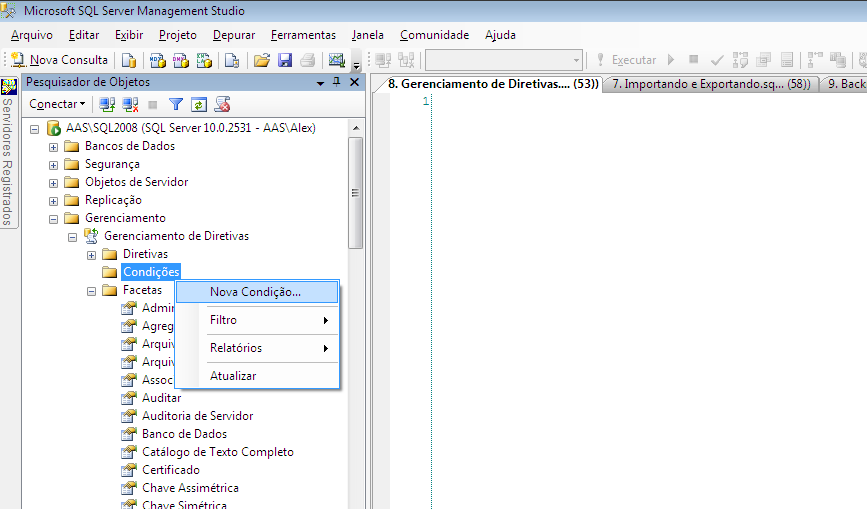 Microsoft SQL Server Management Studio
Arquivo Editar Exibir Projeto Depurar Ferramentas Janela Comunidade Ajuda
Nova Consulta Executar
Servidores Registrados
Pesquisador de Objetos
8. Gerenciamento de Diretivas.... (53)) 7. Importando e Exportando.sq... (58)) 9. Back
Conectar
1
AAS\SQL2008 (SQL Server 10.0.2531 - AAS\Alex)
Bancos de Dados
Segurança
Objetos de Servidor
Replicação
Gerenciamento
Gerenciamento de Diretivas
Diretivas
Condições
Facetas
Nova Condição...
Filtro
Relatórios
Atualizar
Admin
Agreg
Arquiv
Arquiv
Assoc
Auditar
Auditoria de Servidor
Banco de Dados
Catálogo de Texto Completo
Certificado
Chave Assimétrica
Chave Simétrica